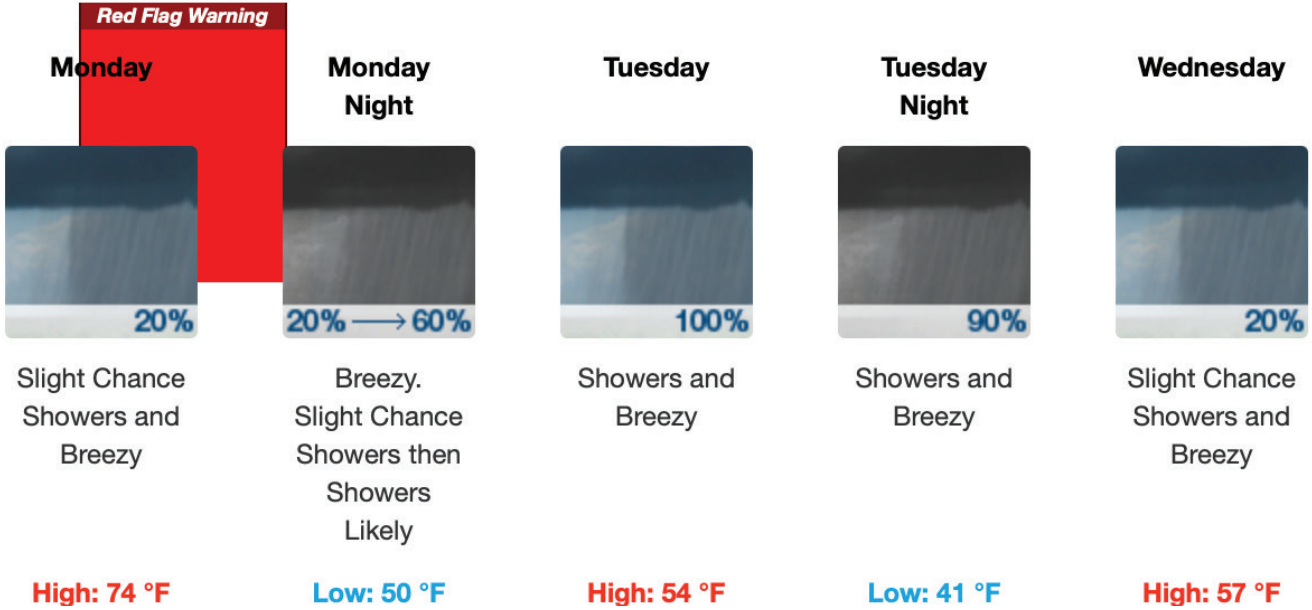 Red Flag Warning
Monday
Monday
Night
Tuesday
Tuesday
Night
Wednesday
20%
20% → 60%
100%
90%
20%
Slight Chance
Showers and
Breezy
Breezy.
Slight Chance
Showers then
Showers
Likely
Showers and
Breezy
Showers and
Breezy
Slight Chance
Showers and
Breezy
High: 74 °F
Low: 50 °F
High: 54 °F
Low: 41 °F
High: 57 °F